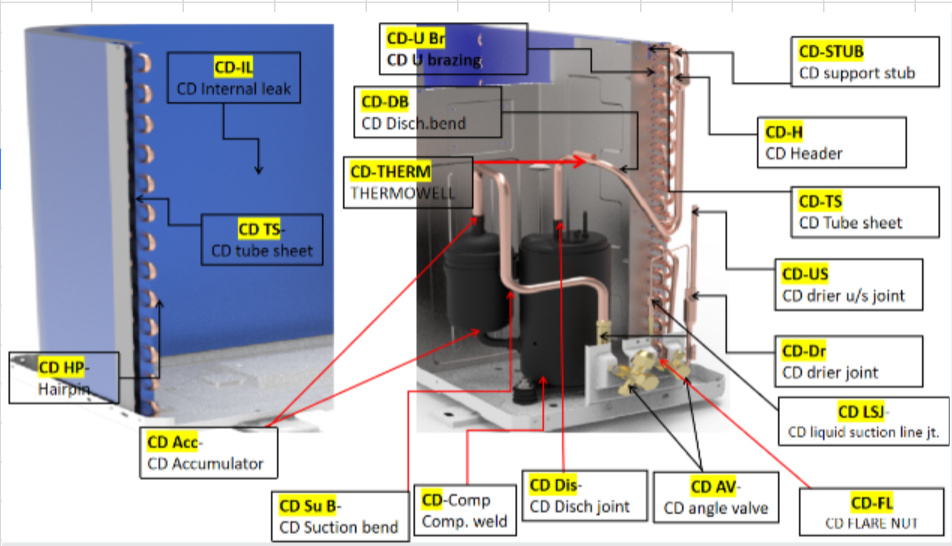 CD-IL
CD Internal leak
CD TS-
CD tube sheet
CD HP-
Hairpin
CD Acc-
CD Accumulator
CD-U Br
CD U brazing
CD-DB
CD Disch.bend
CD-THERM
THERMOWELL
CD-STUB
CD support stub
CD-H
CD Header
CD-TS
CD Tube sheet
CD-US
CD drier u/s joint
CD-Dr
CD drier joint
CD LSJ-
CD liquid suction line jt.
CD Su B-
CD Suction bend
CD-Comp
Comp. weld
CD Dis-
CD Disch joint
CD AV-
CD angle valve
CD-FL
CD FLARE NUT